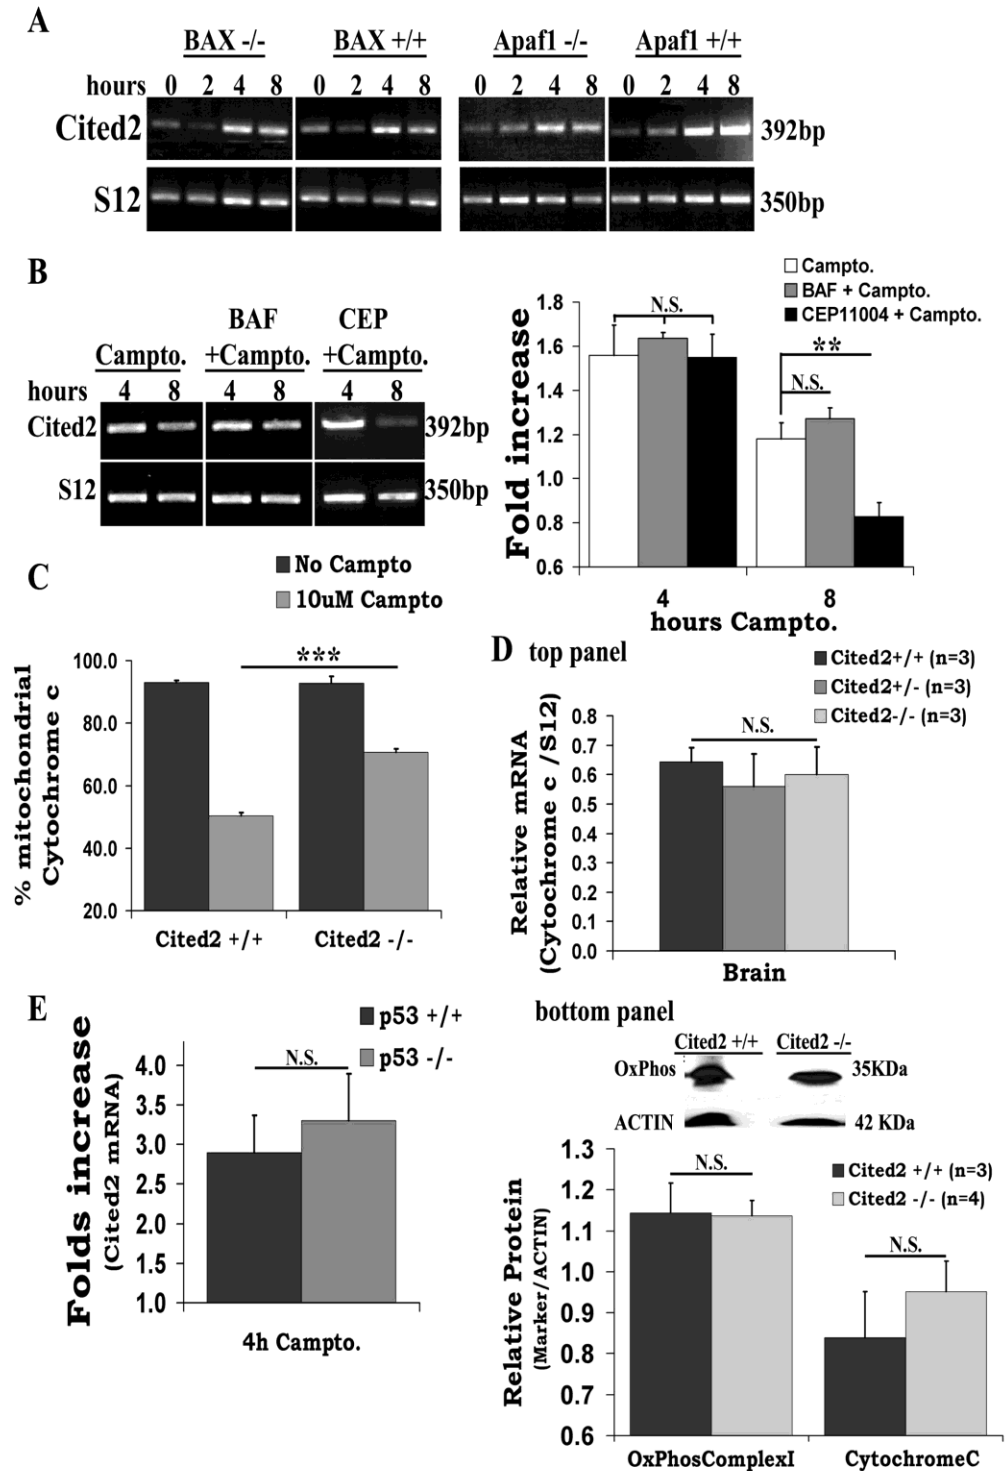 A
BAX -/- BAX +/+ Apaf1 -/- Apaf1 +/+
hours 0 2 4 8 0 2 4 8 0 2 4 8 0 2 4 8
Cited2 392bp
S12 350bp
B
Campto. BAF +Campto. CEP +Campto.
hours 4 8 4 8 4 8
Cited2 392bp
S12 350bp
Campto.
BAF + Campto.
CEP11004 + Campto.
Fold increase
1.8
1.6
1.4
1.2
1.0
0.8
0.6
N.S.
**
N.S.
4 8
hours Campto.
C
No Campto
10uM Campto
% mitochondrial
Cytochrome c
100.0
80.0
60.0
40.0
20.0
***
Cited2 +/+ Cited2 -/-
D top panel
Cited2+/+ (n=3)
Cited2+/- (n=3)
Cited2-/- (n=3)
Relative mRNA
(Cytochrome c /S12)
0.8
0.7
0.6
0.5
0.4
0.3
0.2
0.1
0.0
N.S.
Brain
E
p53 +/+
p53 -/-
Folds increase
(Cited2 mRNA)
4.0
3.5
3.0
2.5
2.0
1.5
1.0
N.S.
4h Campto.
bottom panel
Cited2 +/+ Cited2 -/-
OxPhos 35KDa
ACTIN 42 KDa
Cited2 +/+ (n=3)
Cited2 -/- (n=4)
Relative Protein
(Marker/ACTIN)
1.3
1.2
1.1
1.0
0.9
0.8
0.7
0.6
N.S.
N.S.
OxPhosComplexI CytochromeC